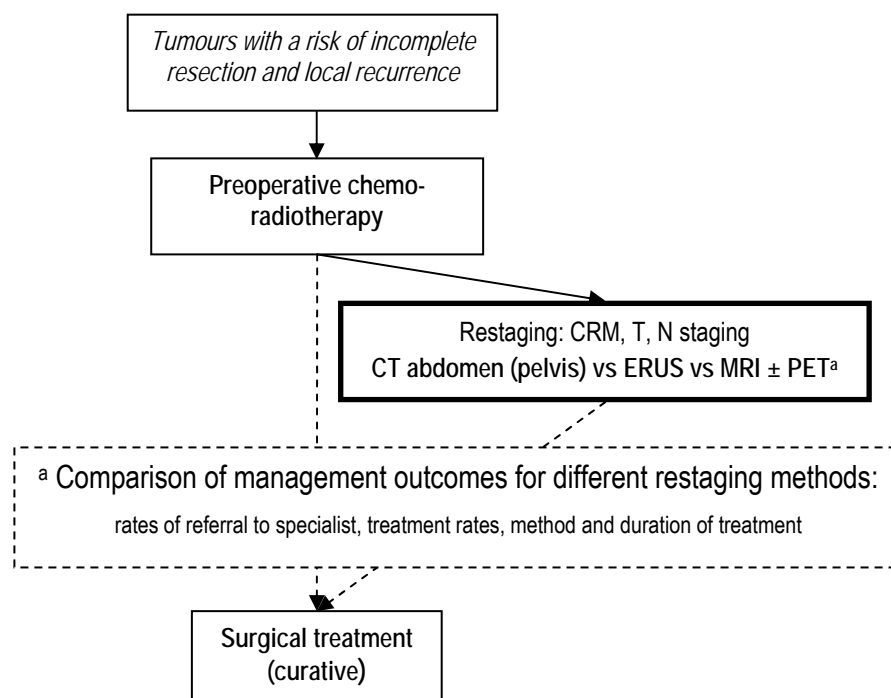 Tumours with a risk of incomplete
resection and local recurrence
Preoperative chemo-
radiotherapy
Restaging: CRM, T, N staging
CT abdomen (pelvis) vs ERUS vs MRI ± PETᵃ
ᵃ Comparison of management outcomes for different restaging methods:
rates of referral to specialist, treatment rates, method and duration of treatment
Surgical treatment
(curative)